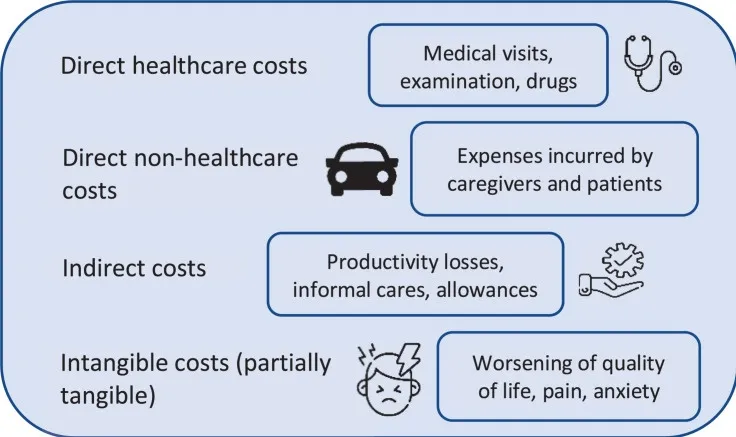 Direct healthcare costs
Medical visits,
examination, drugs
Direct non-healthcare
costs
Expenses incurred by
caregivers and patients
Indirect costs
Productivity losses,
informal cares, allowances
Intangible costs (partially
tangible)
Worsening of quality
of life, pain, anxiety